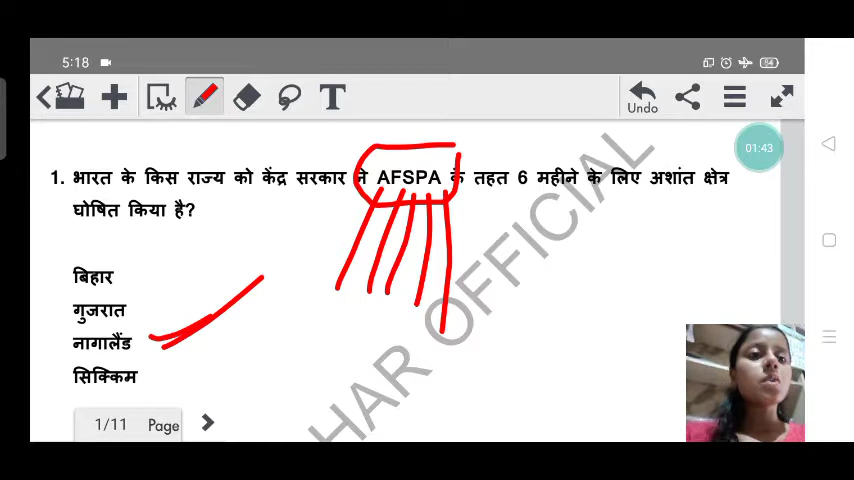 5:18
54
Undo
01:43
1. भारत के किस राज्य को केंद्र सरकार ने AFSPA के तहत 6 महीने के लिए अशांत क्षेत्र
घोषित किया है?
बिहार
गुजरात
नागालैंड
सिक्किम
HAR OFFICIAL
1/11 Page